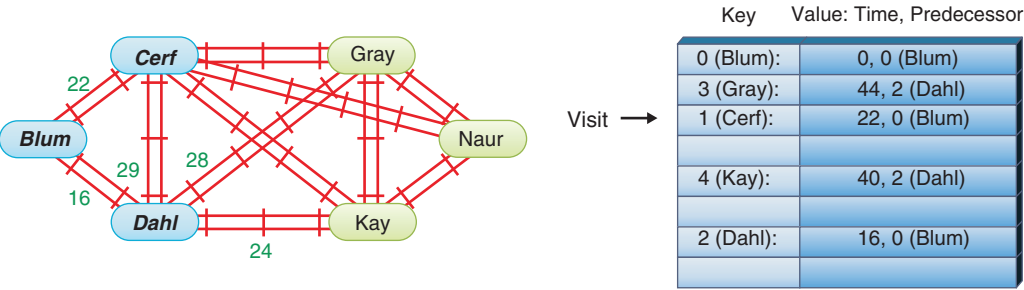 Key Value: Time, Predecessor
Cerf
Gray
22
0 (Blum): 0, 0 (Blum)
3 (Gray): 44, 2 (Dahl)
Visit
1 (Cerf): 22, 0 (Blum)
Blum
Naur
29
28
16
4 (Kay): 40, 2 (Dahl)
Dahl
Kay
24
2 (Dahl): 16, 0 (Blum)